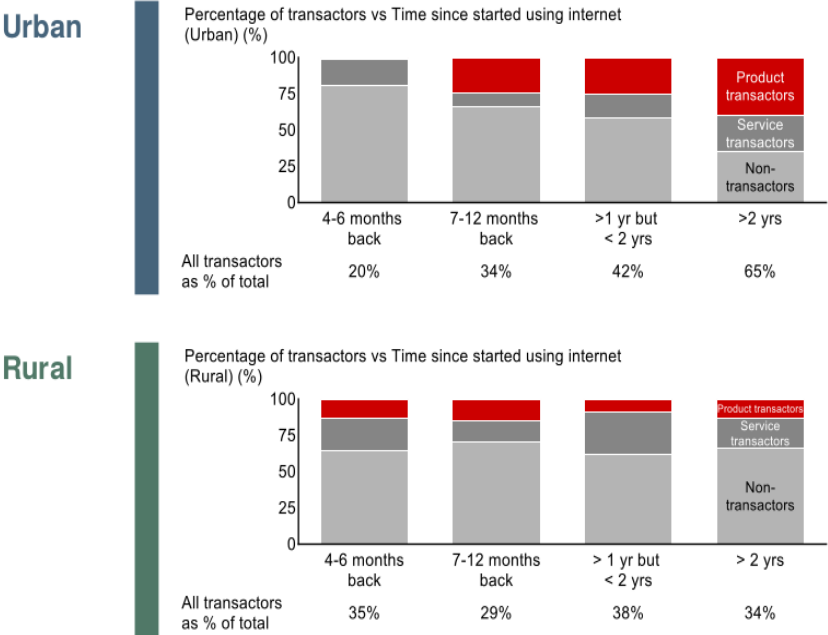 Urban
Percentage of transactors vs Time since started using internet
(Urban) (%)
100
75
50
25
0
Product
transactors
Service
transactors
Non-
transactors
4-6 months
back
7-12 months
back
>1 yr but
< 2 yrs
>2 yrs
All transactors
as % of total
20%
34%
42%
65%
Rural
Percentage of transactors vs Time since started using internet
(Rural) (%)
100
75
50
25
0
Product transactors
Service
transactors
Non-
transactors
4-6 months
back
7-12 months
back
> 1 yr but
< 2 yrs
> 2 yrs
All transactors
as % of total
35%
29%
38%
34%